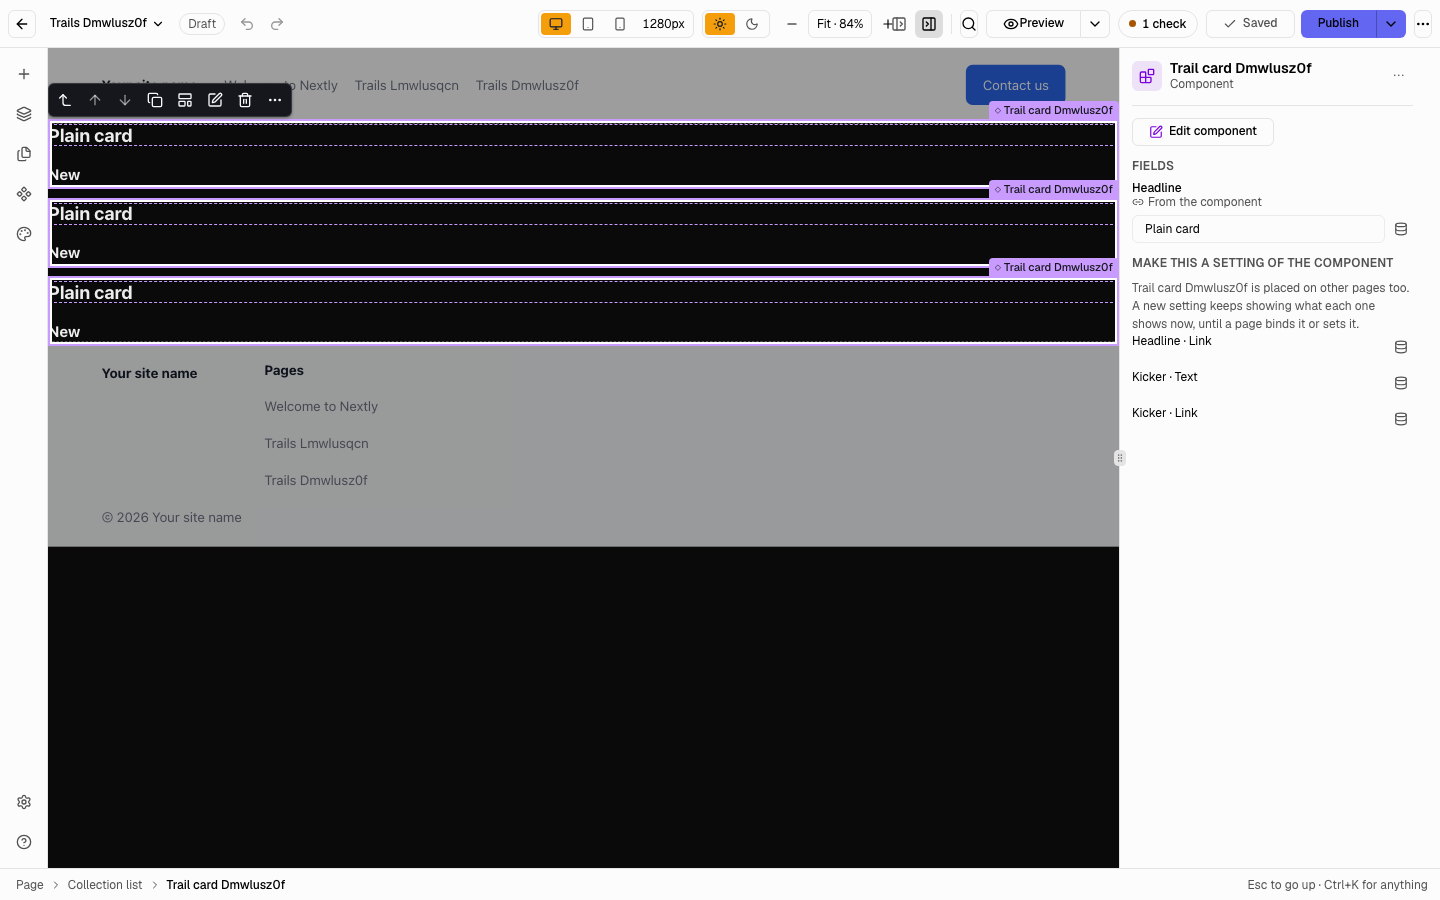 Trails Dmwlusz0f
Draft
1280px
Fit · 84%
Preview
1 check
Saved
Publish
Welcome to Nextly
Trails Lmwlusqcn
Trails Dmwlusz0f
Contact us
Trail card Dmwlusz0f
Plain card
New
Trail card Dmwlusz0f
Plain card
New
Trail card Dmwlusz0f
Plain card
New
Your site name
Pages
Welcome to Nextly
Trails Lmwlusqcn
Trails Dmwlusz0f
© 2026 Your site name
Trail card Dmwlusz0f
Component
Edit component
FIELDS
Headline
From the component
Plain card
MAKE THIS A SETTING OF THE COMPONENT
Trail card Dmwlusz0f is placed on other pages too.
A new setting keeps showing what each one
shows now, until a page binds it or sets it.
Headline · Link
Kicker · Text
Kicker · Link
Page
Collection list
Trail card Dmwlusz0f
Esc to go up · Ctrl+K for anything